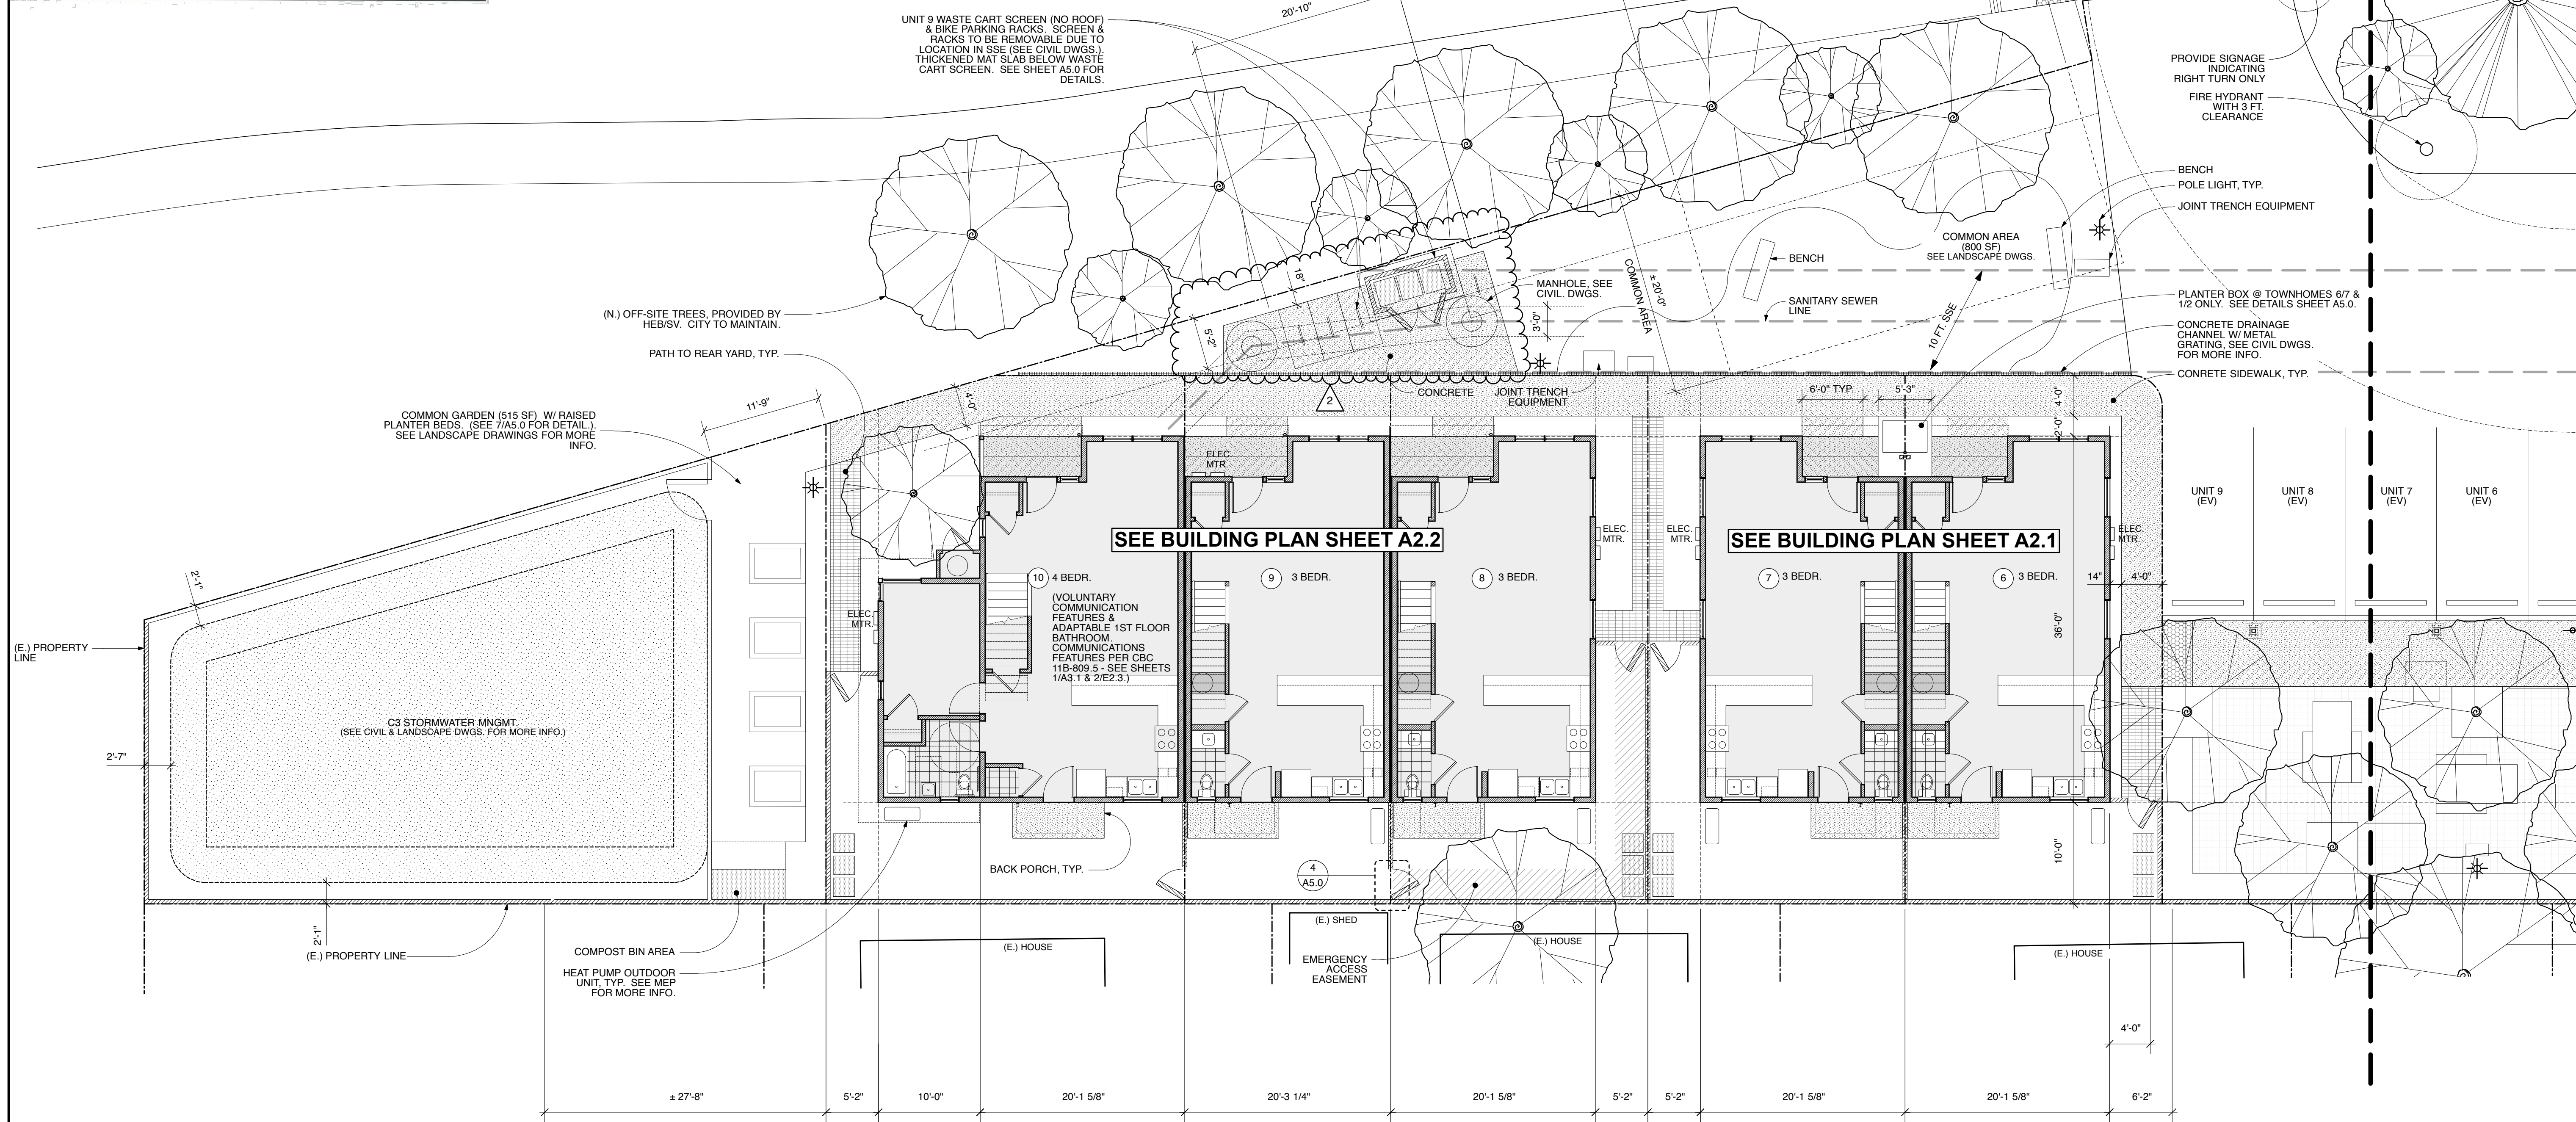 20'-10"
UNIT 9 WASTE CART SCREEN (NO ROOF)
& BIKE PARKING RACKS. SCREEN &
RACKS TO BE REMOVABLE DUE TO
LOCATION IN SSE (SEE CIVIL DWGS.).
THICKENED MAT SLAB BELOW WASTE
CART SCREEN. SEE SHEET A5.0 FOR
DETAILS.
PROVIDE SIGNAGE
INDICATING
RIGHT TURN ONLY
FIRE HYDRANT
WITH 3 FT.
CLEARANCE
BENCH
POLE LIGHT, TYP.
JOINT TRENCH EQUIPMENT
COMMON AREA
(800 SF)
SEE LANDSCAPE DWGS.
BENCH
SANITARY SEWER
LINE
10 FT. SSE
± 20'-0"
COMMON AREA
MANHOLE, SEE
CIVIL. DWGS.
3'-0"
18"
5'-2"
PLANTER BOX @ TOWNHOMES 6/7 &
1/2 ONLY. SEE DETAILS SHEET A5.0.
CONCRETE DRAINAGE
CHANNEL W/ METAL
GRATING, SEE CIVIL DWGS.
FOR MORE INFO.
CONRETE SIDEWALK, TYP.
(N.) OFF-SITE TREES, PROVIDED BY
HEB/SV. CITY TO MAINTAIN.
PATH TO REAR YARD, TYP.
COMMON GARDEN (515 SF) W/ RAISED
PLANTER BEDS. (SEE 7/A5.0 FOR DETAIL.).
SEE LANDSCAPE DRAWINGS FOR MORE
INFO.
11'-9"
4'-0"
2
CONCRETE
JOINT TRENCH
EQUIPMENT
6'-0" TYP.
5'-3"
4'-0"
2'-0"
ELEC.
MTR.
UNIT 9
(EV)
UNIT 8
(EV)
UNIT 7
(EV)
UNIT 6
(EV)
SEE BUILDING PLAN SHEET A2.2
SEE BUILDING PLAN SHEET A2.1
ELEC.
MTR.
ELEC.
MTR.
ELEC.
MTR.
10 4 BEDR.
(VOLUNTARY
COMMUNICATION
FEATURES &
ADAPTABLE 1ST FLOOR
BATHROOM.
COMMUNICATIONS
FEATURES PER CBC
11B-809.5 - SEE SHEETS
1/A3.1 & 2/E2.3.)
9 3 BEDR.
8 3 BEDR.
7 3 BEDR.
6 3 BEDR.
14"
4'-0"
36'-0"
ELEC.
MTR.
2'-1"
(E.) PROPERTY
LINE
C3 STORMWATER MNGMT.
(SEE CIVIL & LANDSCAPE DWGS. FOR MORE INFO.)
2'-7"
10'-0"
BACK PORCH, TYP.
4
A5.0
2'-1"
(E.) PROPERTY LINE
COMPOST BIN AREA
HEAT PUMP OUTDOOR
UNIT, TYP. SEE MEP
FOR MORE INFO.
(E.) HOUSE
(E.) SHED
(E.) HOUSE
(E.) HOUSE
EMERGENCY
ACCESS
EASEMENT
4'-0"
± 27'-8"
5'-2"
10'-0"
20'-1 5/8"
20'-3 1/4"
20'-1 5/8"
5'-2"
5'-2"
20'-1 5/8"
20'-1 5/8"
6'-2"